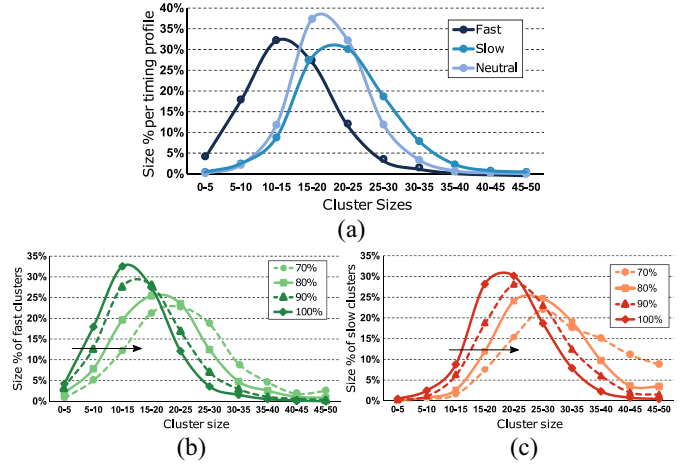 40%
35%
30%
25%
20%
15%
10%
5%
0%
Size % per timing profile
Fast
Slow
Neutral
0-5 5-10 10-15 15-20 20-25 25-30 30-35 35-40 40-45 45-50
Cluster Sizes
(a)
35%
30%
25%
20%
15%
10%
5%
0%
Size % of fast clusters
70%
80%
90%
100%
0-5 5-10 10-15 15-20 20-25 25-30 30-35 35-40 40-45 45-50
Cluster size
(b)
35%
30%
25%
20%
15%
10%
5%
0%
Size % of slow clusters
70%
80%
90%
100%
0-5 5-10 10-15 15-20 20-25 25-30 30-35 35-40 40-45 45-50
Cluster size
(c)